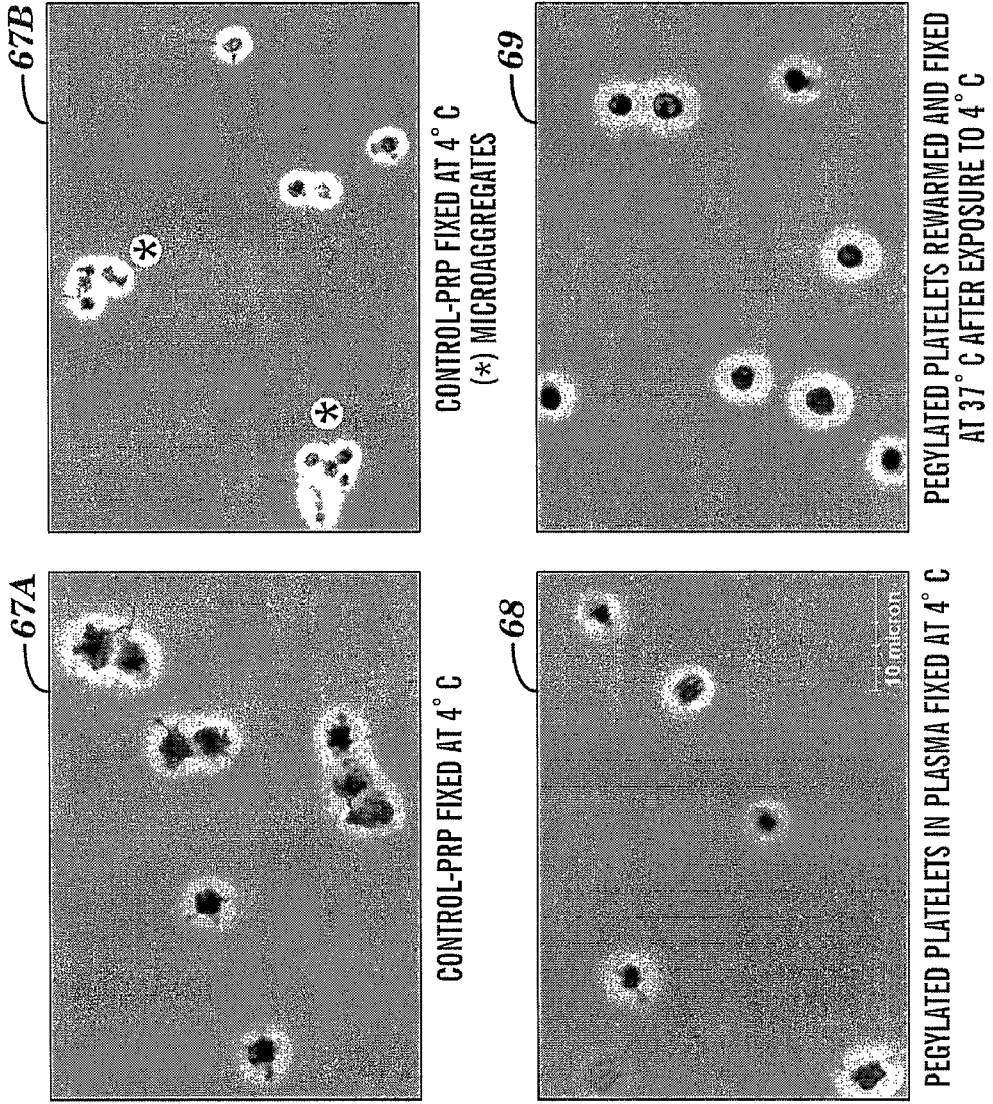 67A
CONTROL-PRP FIXED AT 4° C
67B
*
*
CONTROL-PRP FIXED AT 4° C
(*) MICROAGGREGATES
68
10 micron
PEGYLATED PLATELETS IN PLASMA FIXED AT 4° C
69
PEGYLATED PLATELETS REWARMED AND FIXED
AT 37° C AFTER EXPOSURE TO 4° C